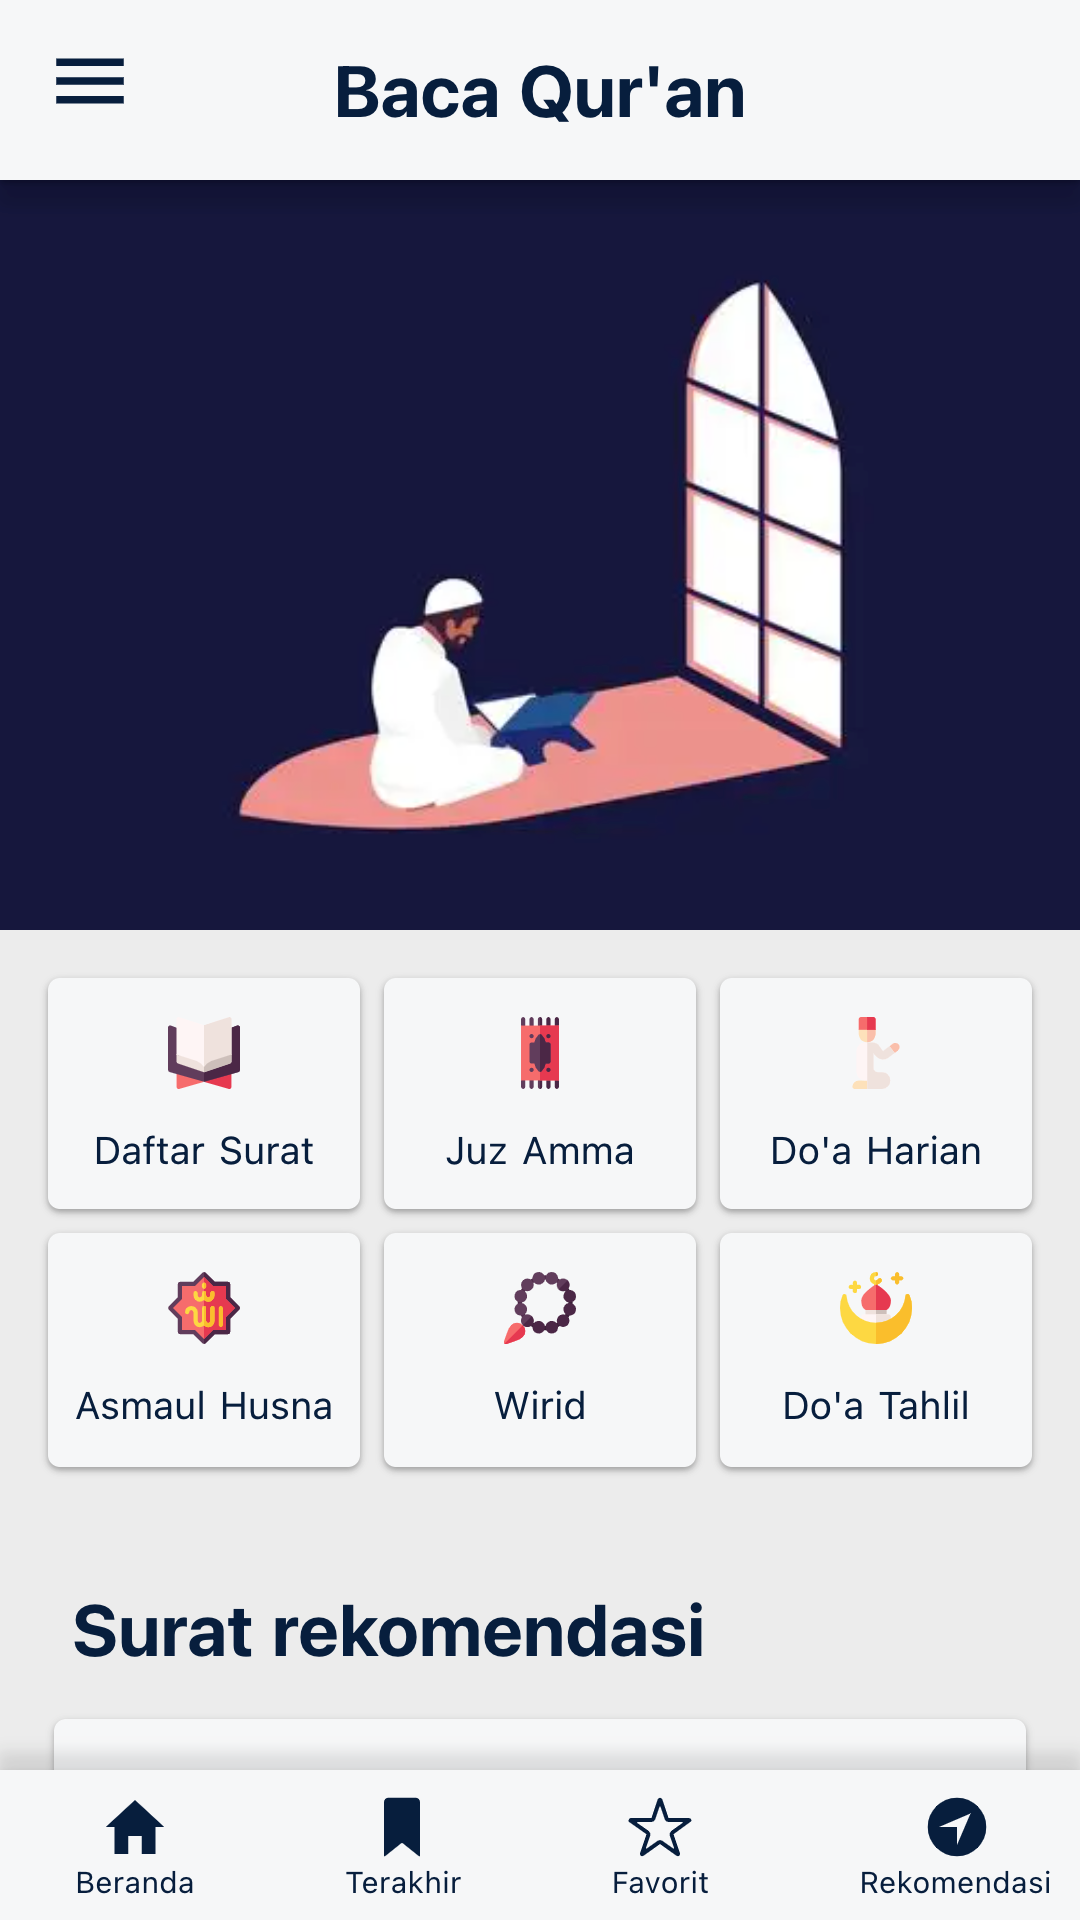 Baca Qur'an
Daftar Surat
Juz Amma
Do'a Harian
الله
Asmaul Husna
Wirid
Do'a Tahlil
Surat rekomendasi
Beranda
Terakhir
Favorit
Rekomendasi